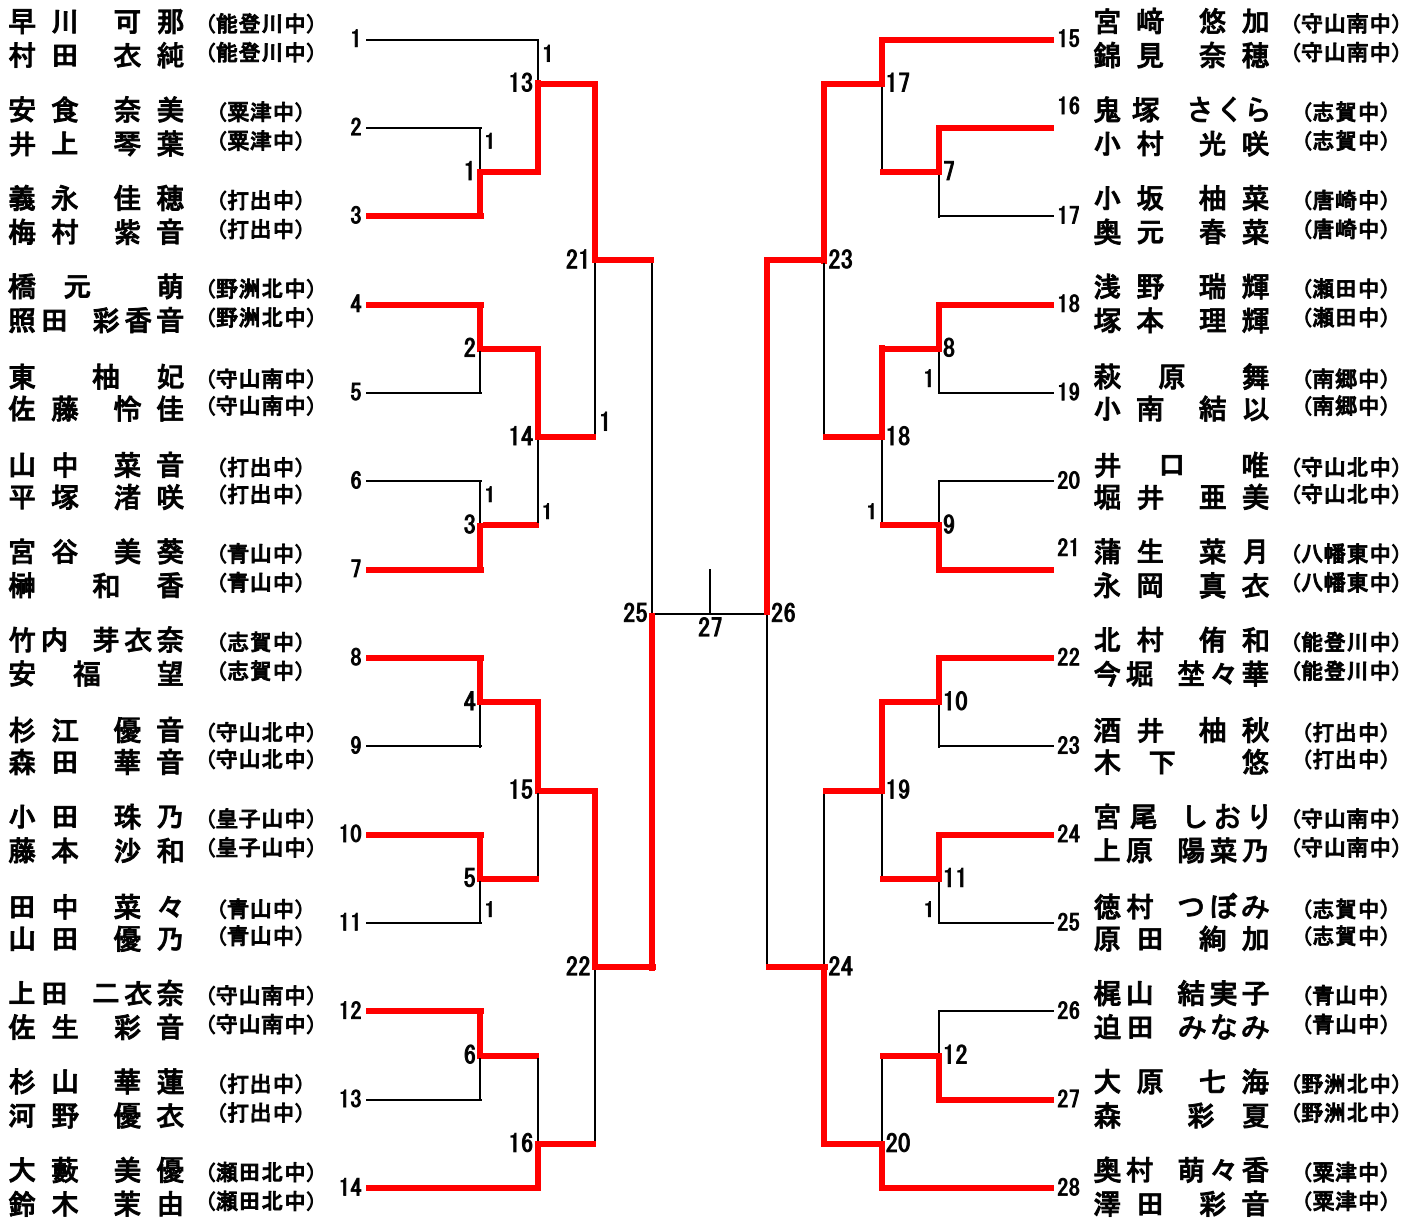 早川 可那 (能登川中)
村田 衣純 (能登川中)
1
安食 奈美 (粟津中)
井上 琴葉 (粟津中)
2
義永 佳穂 (打出中)
梅村 紫音 (打出中)
3
橋元 萌 (野洲北中)
照田 彩香音 (野洲北中)
4
東 柚妃 (守山南中)
佐藤 怜佳 (守山南中)
5
山中 菜音 (打出中)
平塚 渚咲 (打出中)
6
宮谷 美葵 (青山中)
榊 和香 (青山中)
7
竹内 芽衣奈 (志賀中)
安福 望 (志賀中)
8
杉江 優音 (守山北中)
森田 華音 (守山北中)
9
小田 珠乃 (皇子山中)
藤本 沙和 (皇子山中)
10
田中 菜々 (青山中)
山田 優乃 (青山中)
11
上田 二衣奈 (守山南中)
佐生 彩音 (守山南中)
12
杉山 華蓮 (打出中)
河野 優衣 (打出中)
13
大藪 美優 (瀬田北中)
鈴木 茉由 (瀬田北中)
14
1
13
1
1
21
2
14
1
1
3
1
25
4
15
5
1
22
6
16
27
17
7
23
8
1
18
1
9
26
10
19
11
1
24
12
20
15
宮﨑 悠加 (守山南中)
錦見 奈穂 (守山南中)
16
鬼塚 さくら (志賀中)
小村 光咲 (志賀中)
17
小坂 柚菜 (唐崎中)
奥元 春菜 (唐崎中)
18
浅野 瑞輝 (瀬田中)
塚本 理輝 (瀬田中)
19
萩原 舞 (南郷中)
小南 結以 (南郷中)
20
井口 唯 (守山北中)
堀井 亜美 (守山北中)
21
蒲生 菜月 (八幡東中)
永岡 真衣 (八幡東中)
22
北村 侑和 (能登川中)
今堀 埜々華 (能登川中)
23
酒井 柚秋 (打出中)
木下 悠 (打出中)
24
宮尾 しおり (守山南中)
上原 陽菜乃 (守山南中)
25
徳村 つぼみ (志賀中)
原田 絢加 (志賀中)
26
梶山 結実子 (青山中)
迫田 みなみ (青山中)
27
大原 七海 (野洲北中)
森 彩夏 (野洲北中)
28
奥村 萌々香 (粟津中)
澤田 彩音 (粟津中)